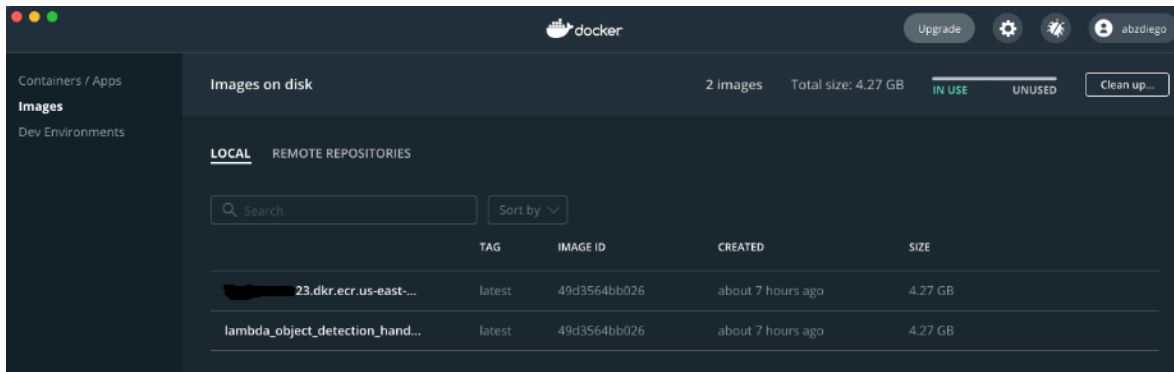 docker
Upgrade
abzdiego
Containers / Apps
Images
Dev Environments
Images on disk
2 images
Total size: 4.27 GB
IN USE
UNUSED
Clean up...
LOCAL
REMOTE REPOSITORIES
Search
Sort by
TAG IMAGE ID CREATED SIZE
23.dkr.ecr.us-east-... latest 49d3564bb026 about 7 hours ago 4.27 GB
lambda_object_detection_hand... latest 49d3564bb026 about 7 hours ago 4.27 GB